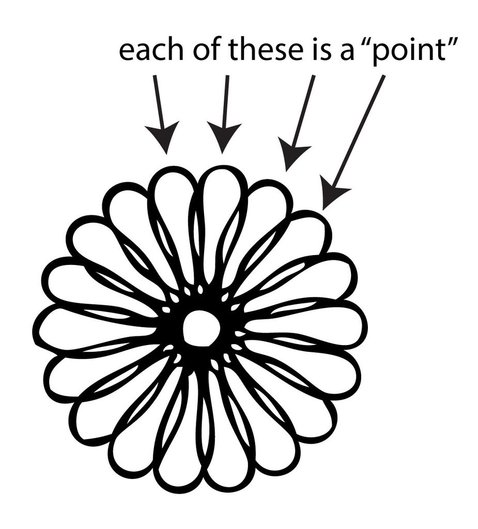 each of these is a “point”